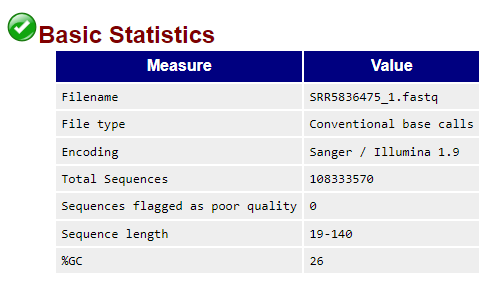 Basic Statistics
Measure Value
Filename SRR5836475_1.fastq
File type Conventional base calls
Encoding Sanger / Illumina 1.9
Total Sequences 108333570
Sequences flagged as poor quality 0
Sequence length 19-140
%GC 26